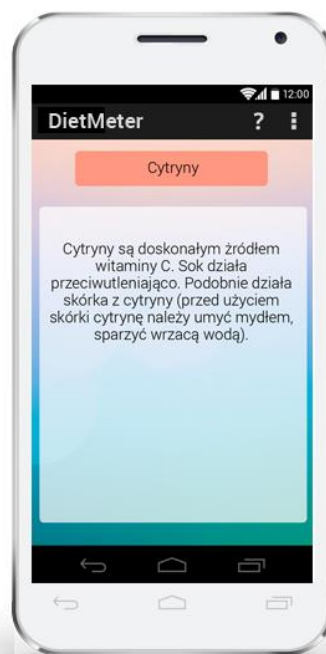 12:00
DietMeter ?
Cytryny
Cytryny są doskonałym źródłem
witaminy C. Sok działa
przeciwutleniająco. Podobnie działa
skórka z cytryny (przed użyciem
skórki cytrynę należy umyć mydłem,
sparzyć wrzacą wodą).